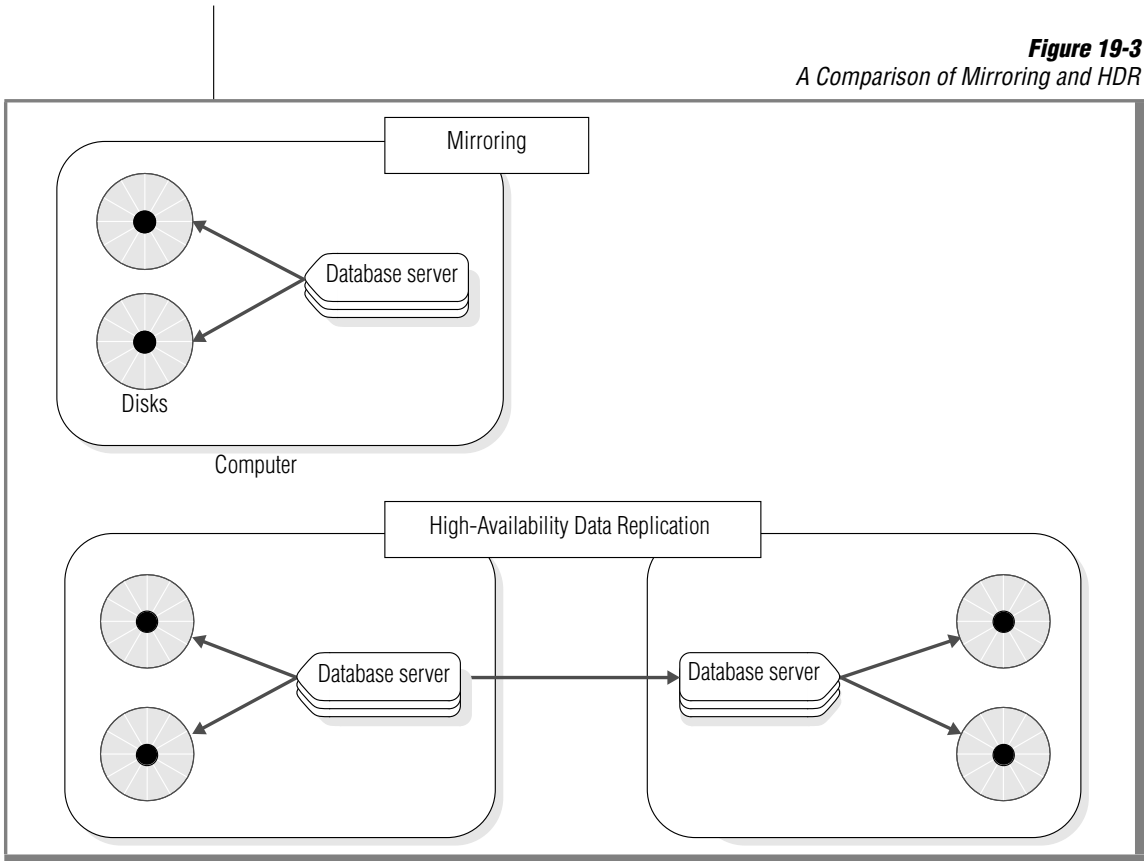 Figure 19-3
A Comparison of Mirroring and HDR
Mirroring
Database server
Disks
Computer
High-Availability Data Replication
Database server
Database server